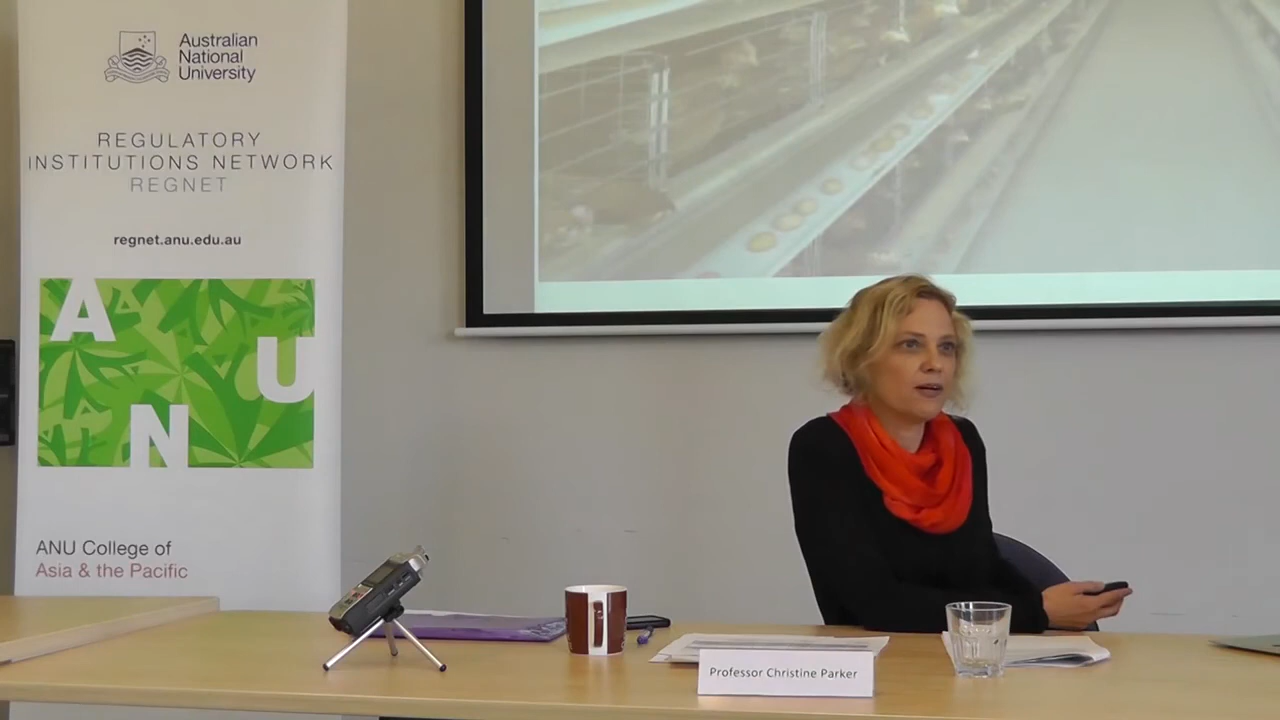 Australian
National
University
REGULATORY
INSTITUTIONS NETWORK
REGNET
regnet.anu.edu.au
A
U
N
ANU College of
Asia & the Pacific
Professor Christine Parker